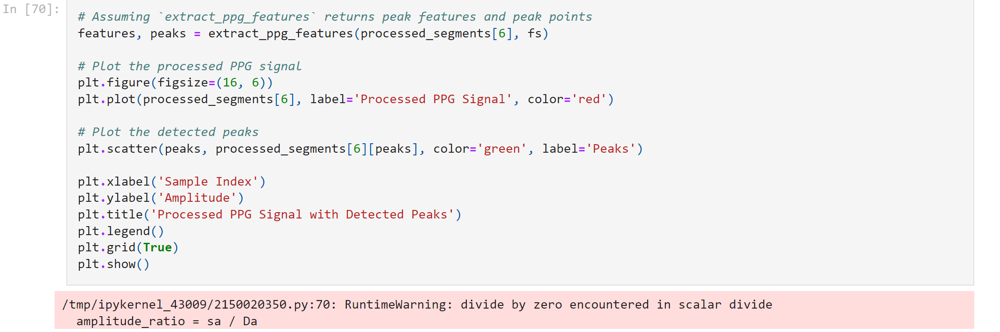 In [70]:
# Assuming `extract_ppg_features` returns peak features and peak points
features, peaks = extract_ppg_features(processed_segments[6], fs)
# Plot the processed PPG signal
plt.figure(figsize=(16, 6))
plt.plot(processed_segments[6], label='Processed PPG Signal', color='red')
# Plot the detected peaks
plt.scatter(peaks, processed_segments[6][peaks], color='green', label='Peaks')
plt.xlabel('Sample Index')
plt.ylabel('Amplitude')
plt.title('Processed PPG Signal with Detected Peaks')
plt.legend()
plt.grid(True)
plt.show()
/tmp/ipykernel_43009/2150020350.py:70: RuntimeWarning: divide by zero encountered in scalar divide
  amplitude_ratio = sa / Da